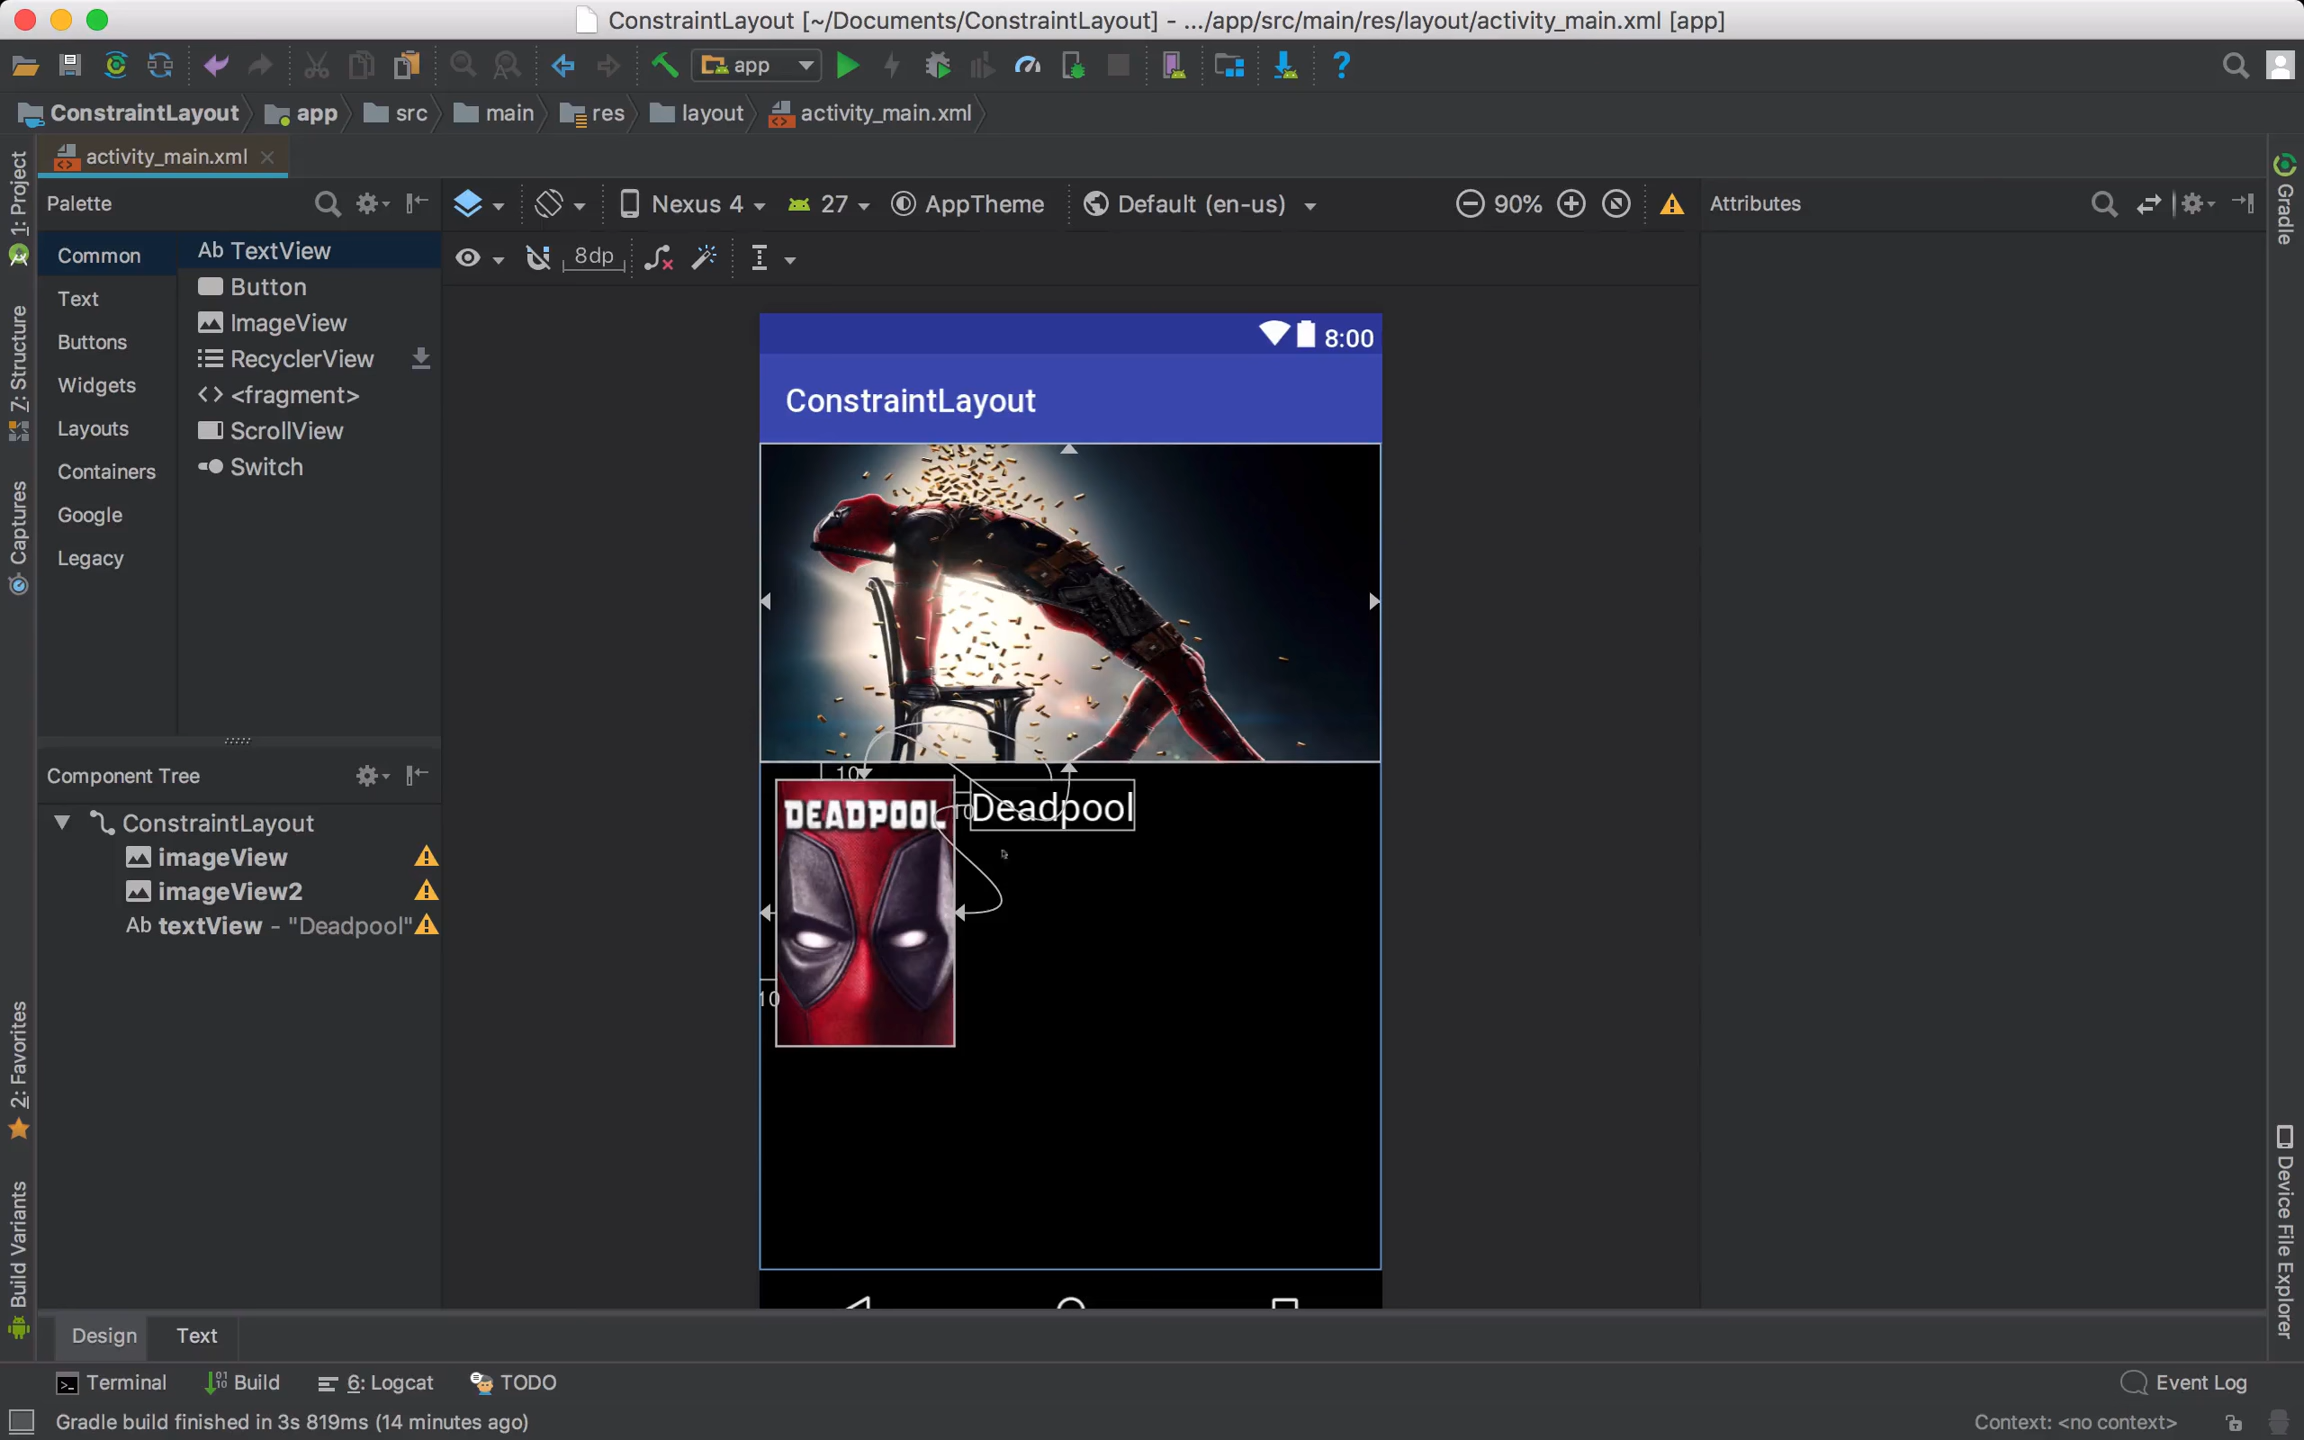 ConstraintLayout [~/Documents/ConstraintLayout] - .../app/src/main/res/layout/activity_main.xml [app]
app
ConstraintLayout app src main res layout activity_main.xml
activity_main.xml
1: Project
Z: Structure
Captures
2: Favorites
Build Variants
Palette
Common
Text
Buttons
Widgets
Layouts
Containers
Google
Legacy
Ab TextView
Button
ImageView
RecyclerView
<fragment>
ScrollView
Switch
Component Tree
ConstraintLayout
imageView
imageView2
Ab textView - "Deadpool"
Nexus 4 27 AppTheme Default (en-us) 90%
8dp
8:00
ConstraintLayout
10
DEADPOOL
10
Deadpool
10
Attributes
Gradle
Device File Explorer
Design Text
Terminal Build 6: Logcat TODO Event Log
Gradle build finished in 3s 819ms (14 minutes ago) Context: <no context>